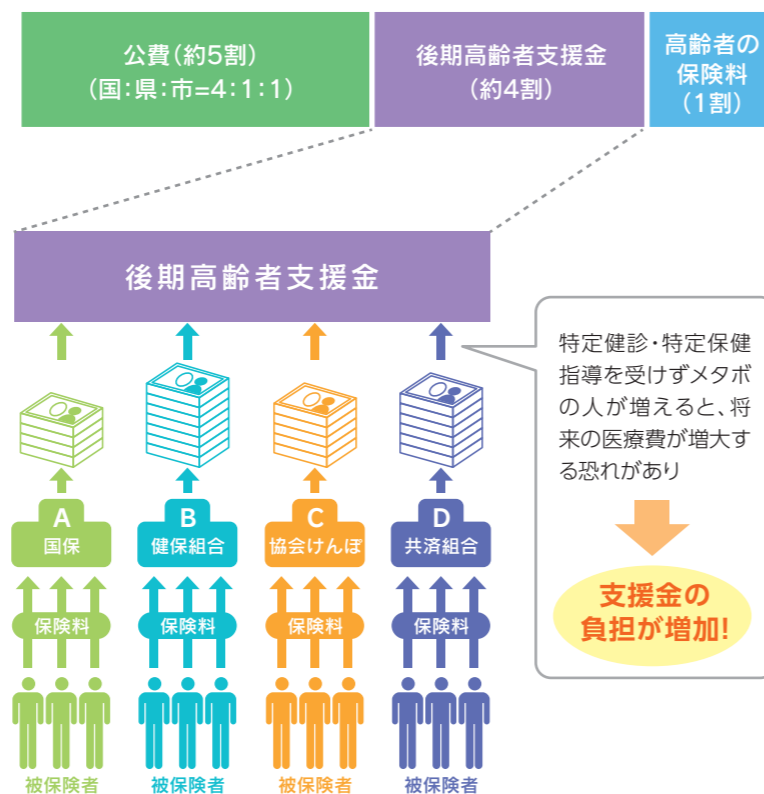 公費(約5割)
(国:県:市=4:1:1)
後期高齢者支援金
(約4割)
高齢者の
保険料
(1割)
後期高齢者支援金
特定健診・特定保健
指導を受けずメタボ
の人が増えると、将
来の医療費が増大す
る恐れがあり
支援金の
負担が増加!
A
国保
B
健保組合
C
協会けんぽ
D
共済組合
保険料
保険料
保険料
保険料
被保険者
被保険者
被保険者
被保険者